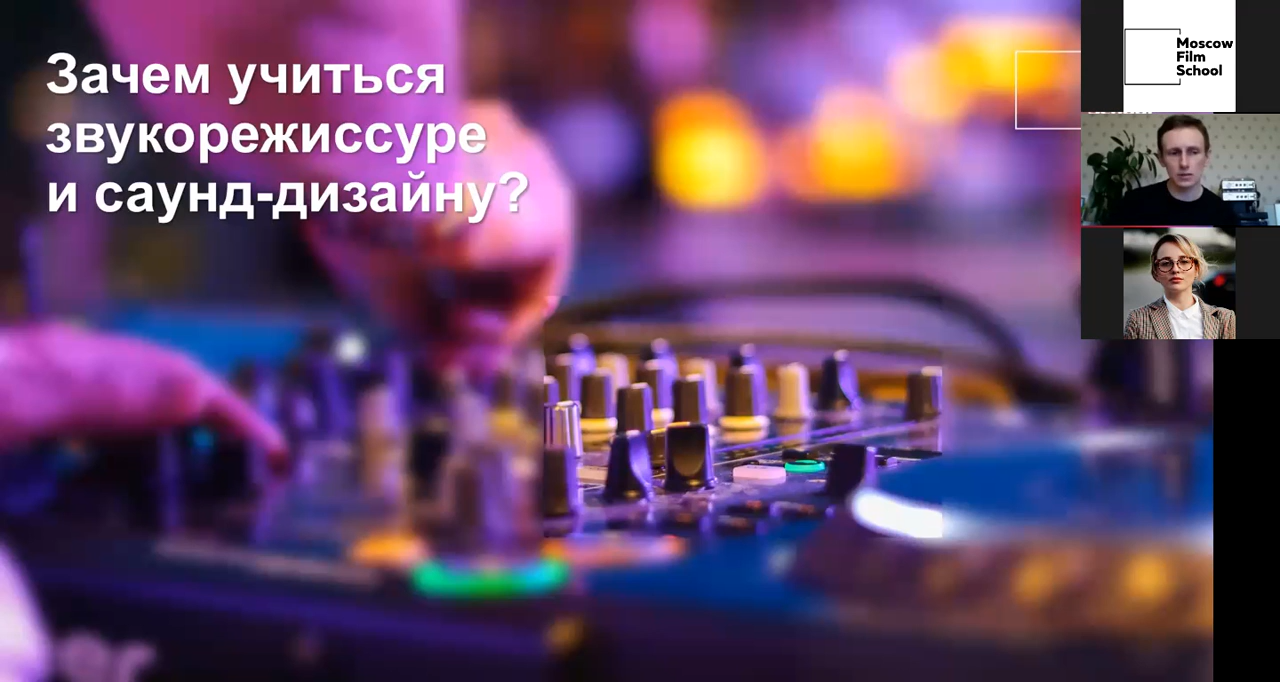 Зачем учиться
звукорежиссуре
и саунд-дизайну?
Moscow
Film
School